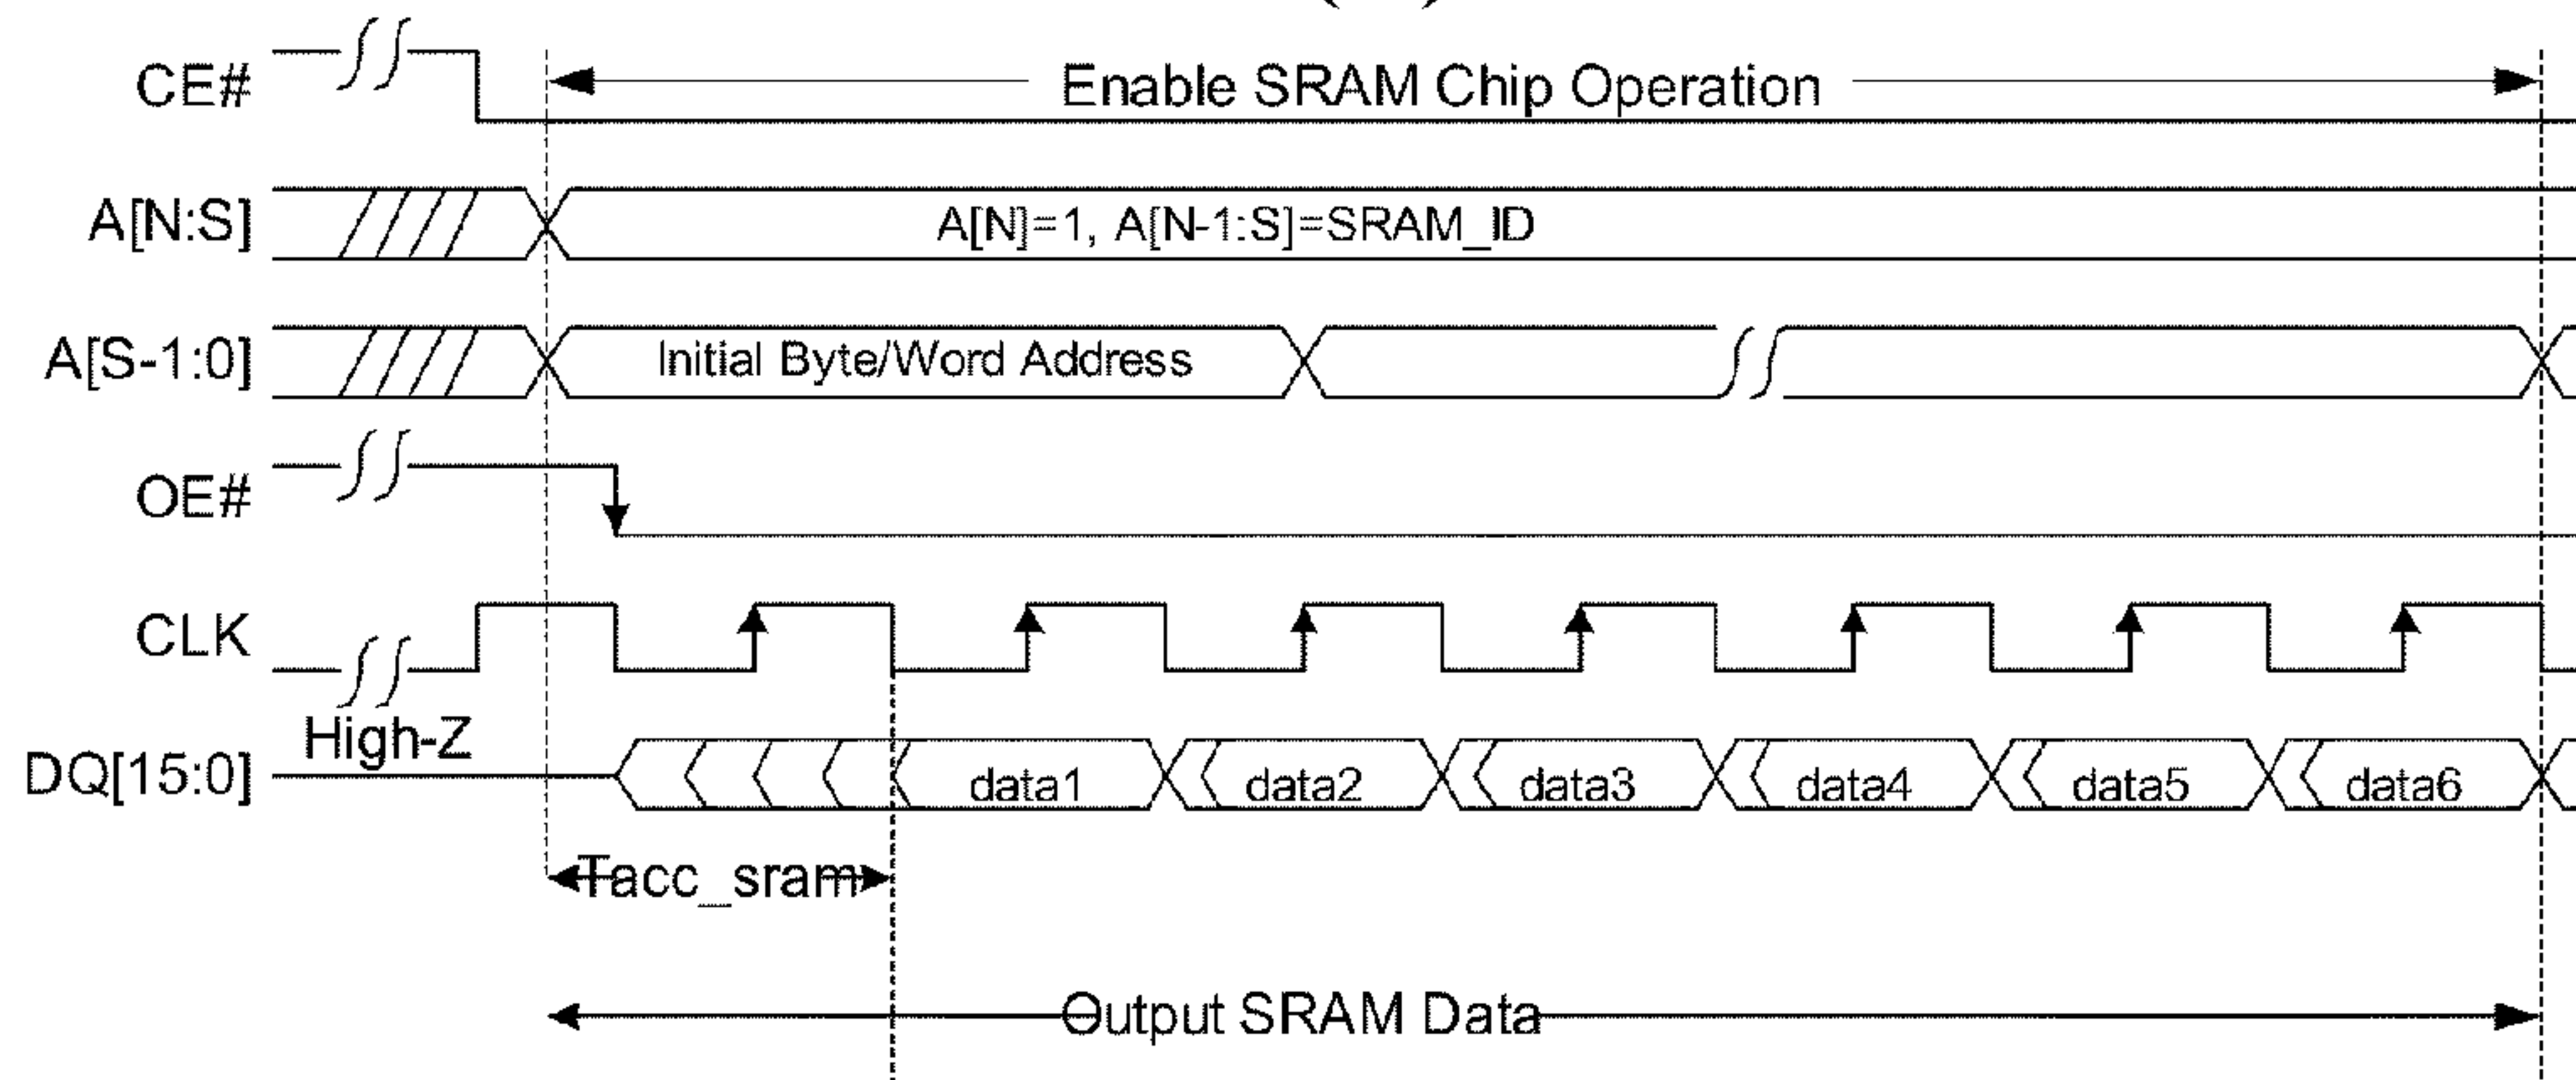 CE#
Enable SRAM Chip Operation
A[N:S]
A[N]=1, A[N-1:S]=SRAM_ID
A[S-1:0]
Initial Byte/Word Address
OE#
CLK
High-Z
DQ[15:0]
data1 data2 data3 data4 data5 data6
Tacc_sram
Output SRAM Data